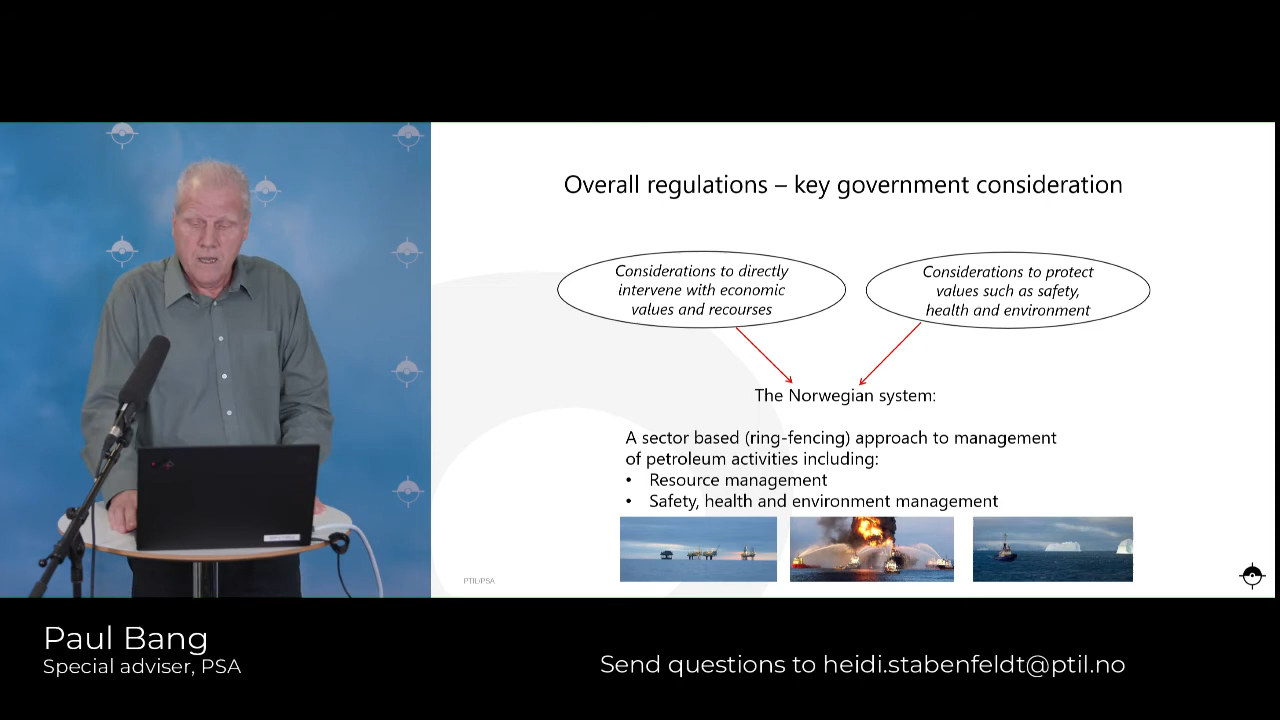 Overall regulations – key government consideration
Considerations to directly
intervene with economic
values and recourses
Considerations to protect
values such as safety,
health and environment
The Norwegian system:
A sector based (ring-fencing) approach to management
of petroleum activities including:
• Resource management
• Safety, health and environment management
PTIL/PSA
Paul Bang
Special adviser, PSA
Send questions to heidi.stabenfeldt@ptil.no